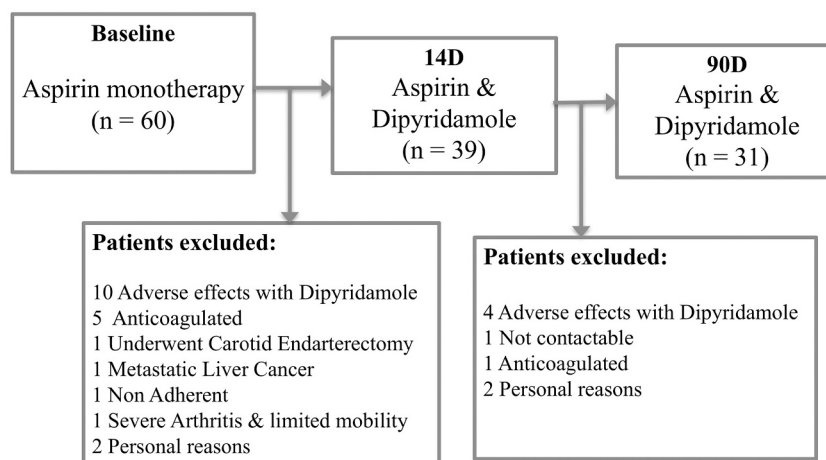 Baseline
Aspirin monotherapy
(n = 60)
14D
Aspirin &
Dipyridamole
(n = 39)
90D
Aspirin &
Dipyridamole
(n = 31)
Patients excluded:
10 Adverse effects with Dipyridamole
5 Anticoagulated
1 Underwent Carotid Endarterectomy
1 Metastatic Liver Cancer
1 Non Adherent
1 Severe Arthritis & limited mobility
2 Personal reasons
Patients excluded:
4 Adverse effects with Dipyridamole
1 Not contactable
1 Anticoagulated
2 Personal reasons